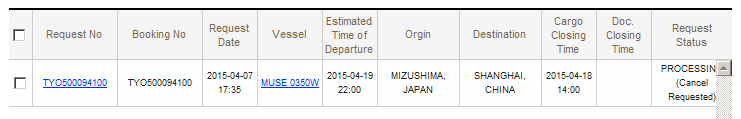 Request No
Booking No
Request
Date
Vessel
Estimated
Time of
Departure
Orgin
Destination
Cargo
Closing
Time
Doc.
Closing
Time
Request
Status
TYO500094100
TYO500094100
2015-04-07
17:35
MUSE 0350W
2015-04-19
22:00
MIZUSHIMA,
JAPAN
SHANGHAI,
CHINA
2015-04-18
14:00
PROCESSIN
(Cancel
Requested)